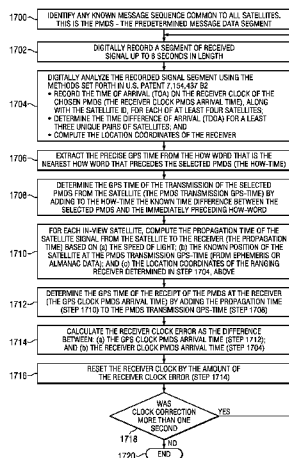 1700
IDENTIFY ANY KNOWN MESSAGE SEQUENCE COMMON TO ALL SATELLITES.
THIS IS THE PMDS - THE PREDETERMINED MESSAGE DATA SEGMENT
1702
DIGITALLY RECORD A SEGMENT OF RECEIVED
SIGNAL UP TO 8 SECONDS IN LENGTH
1704
DIGITALLY ANALYZE THE RECORDED SIGNAL SEGMENT USING THE
METHODS SET FORTH IN U.S. PATENT 7,154,437 B2
• RECORD THE TIME OF ARRIVAL (TOA) ON THE RECEIVER CLOCK OF THE
CHOSEN PMDS (THE RECEIVER CLOCK PMDS ARRIVAL TIME), ALONG
WITH THE SATELLITE ID, FOR EACH OF AT LEAST FOUR SATELLITES;
• DETERMINE THE TIME DIFFERENCE OF ARRIVAL (TDOA) FOR A LEAST
THREE UNIQUE PAIRS OF SATELLITES; AND
• COMPUTE THE LOCATION COORDINATES OF THE RECEIVER
1706
EXTRACT THE PRECISE GPS TIME FROM THE HOW WORD THAT IS THE
NEAREST HOW WORD THAT PRECEDES THE SELECTED PMDS (THE HOW-TIME)
1708
DETERMINE THE GPS TIME OF THE TRANSMISSION OF THE SELECTED
PMDS FROM THE SATELLITE (THE PMDS TRANSMISSION GPS-TIME) BY
ADDING TO THE HOW-TIME THE KNOWN TIME DIFFERENCE BETWEEN THE
SELECTED PMDS AND THE IMMEDIATELY PRECEDING HOW-WORD
1710
FOR EACH IN-VIEW SATELLITE, COMPUTE THE PROPAGATION TIME OF THE
SATELLITE SIGNAL FROM THE SATELLITE TO THE RECEIVER (THE PROPAGATION
TIME) BASED ON (a) THE SPEED OF LIGHT; (b) THE KNOWN POSITION OF THE
SATELLITE AT THE PMDS TRANSMISSION GPS-TIME (FROM EPHEMERIS OR
ALMANAC DATA); AND (c) THE LOCATION COORDINATES OF THE RANGING
RECEIVER DETERMINED IN STEP 1704, ABOVE
1712
DETERMINE THE GPS TIME OF THE RECEIPT OF THE PMDS AT THE RECEIVER
(THE GPS CLOCK PMDS ARRIVAL TIME) BY ADDING THE PROPAGATION TIME
(STEP 1710) TO THE PMDS TRANSMISSION GPS-TIME (STEP 1708)
1714
CALCULATE THE RECEIVER CLOCK ERROR AS THE DIFFERENCE
BETWEEN: (a) THE GPS CLOCK PMDS ARRIVAL TIME (STEP 1712);
AND (b) THE RECEIVER CLOCK PMDS ARRIVAL TIME (STEP 1704)
1716
RESET THE RECEIVER CLOCK BY THE AMOUNT OF
THE RECEIVER CLOCK ERROR (STEP 1714)
WAS
CLOCK CORRECTION
MORE THAN ONE
SECOND
YES
1718
NO
1720
END